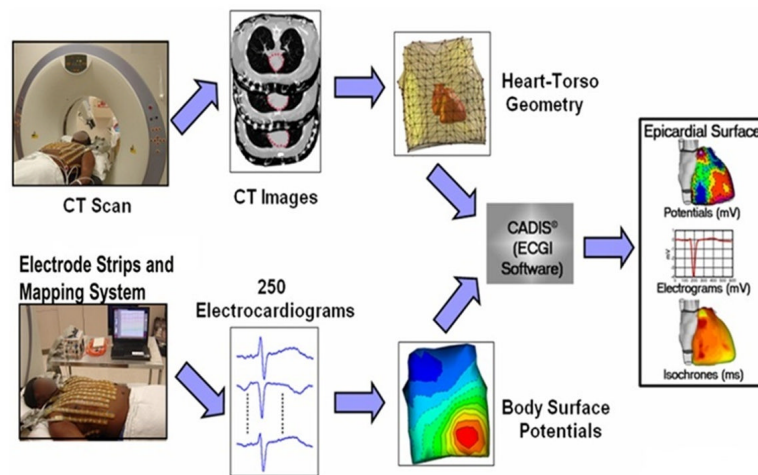 CT Scan
CT Images
Heart-Torso
Geometry
Electrode Strips and
Mapping System
250
Electrocardiograms
Body Surface
Potentials
CADIS©
(ECGI
Software)
Epicardial Surface
Potentials (mV)
mV
Electrograms (mV)
Isochrones (ms)